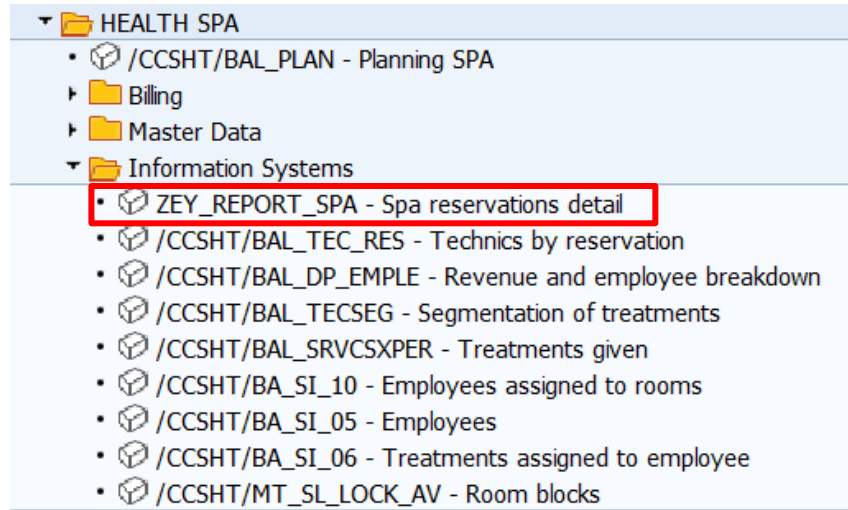 HEALTH SPA
/CCSHT/BAL_PLAN - Planning SPA
Billing
Master Data
Information Systems
ZEY_REPORT_SPA - Spa reservations detail
/CCSHT/BAL_TEC_RES - Technics by reservation
/CCSHT/BAL_DP_EMPLE - Revenue and employee breakdown
/CCSHT/BAL_TECSEG - Segmentation of treatments
/CCSHT/BAL_SRVCSXPER - Treatments given
/CCSHT/BA_SI_10 - Employees assigned to rooms
/CCSHT/BA_SI_05 - Employees
/CCSHT/BA_SI_06 - Treatments assigned to employee
/CCSHT/MT_SL_LOCK_AV - Room blocks